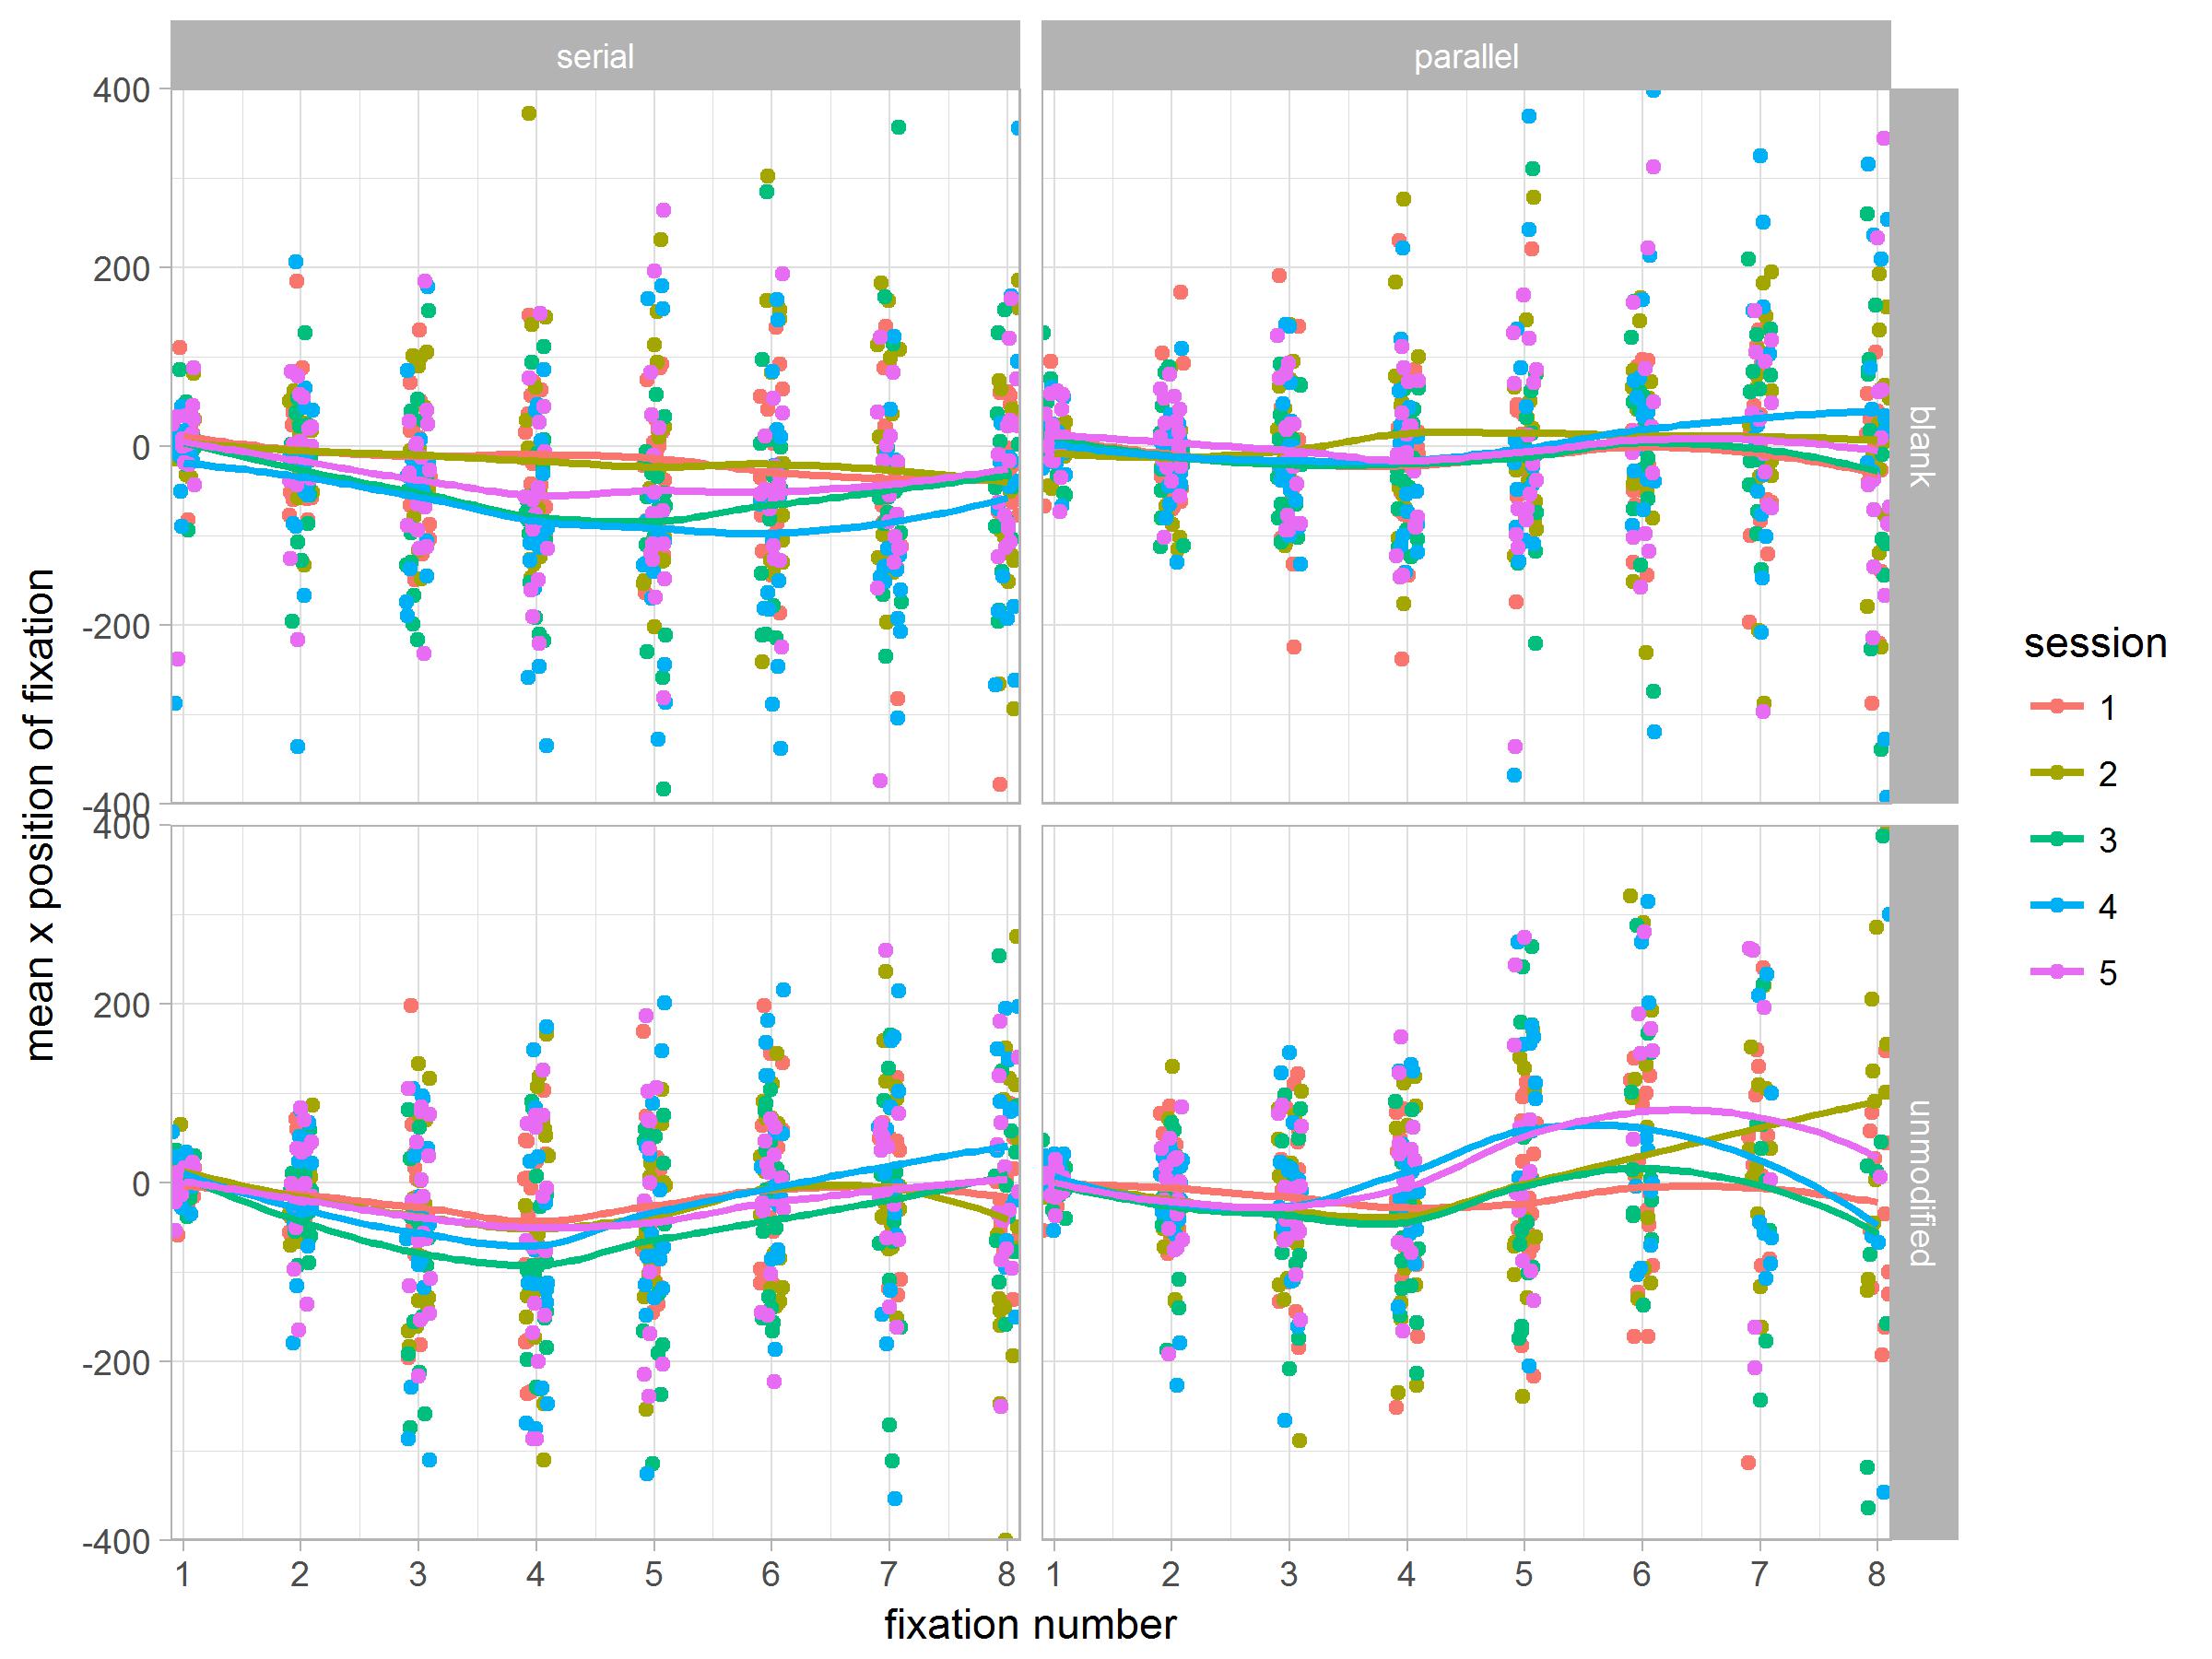 serial
parallel
400
200
0
-200
-400
blank
400
200
0
-200
-400
unmodified
mean x position of fixation
1 2 3 4 5 6 7 8
1 2 3 4 5 6 7 8
fixation number
session
1
2
3
4
5